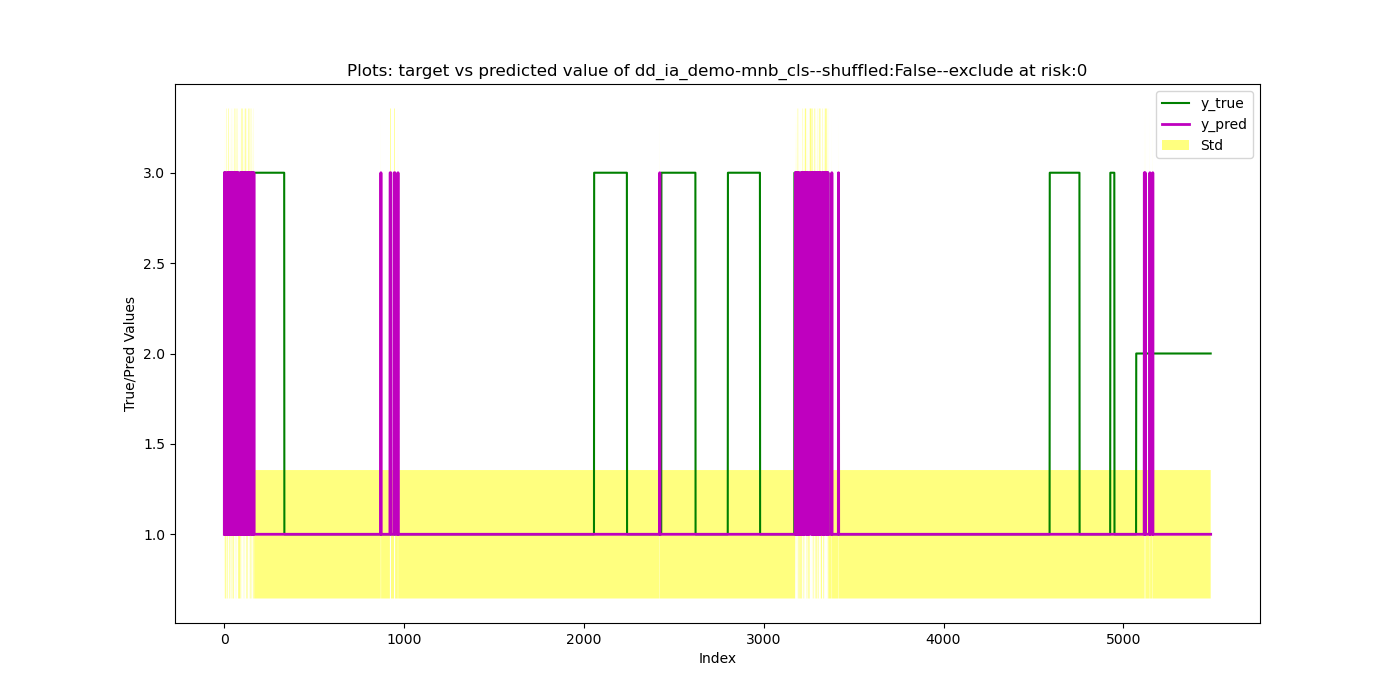 Plots: target vs predicted value of dd_ia_demo-mnb_cls--shuffled:False--exclude at risk:0
y_true
y_pred
Std
3.0
2.5
2.0
1.5
1.0
True/Pred Values
0 1000 2000 3000 4000 5000
Index